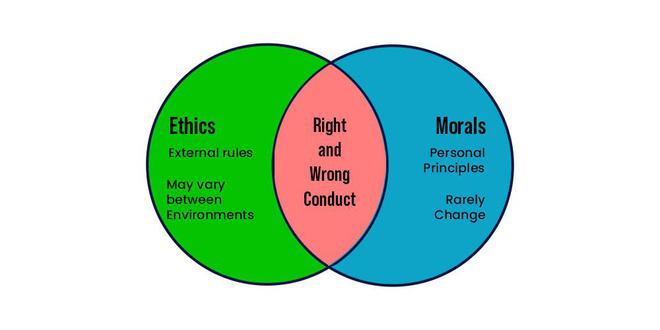 Ethics
External rules
May vary
between
Environments
Right
and
Wrong
Conduct
Morals
Personal
Principles
Rarely
Change